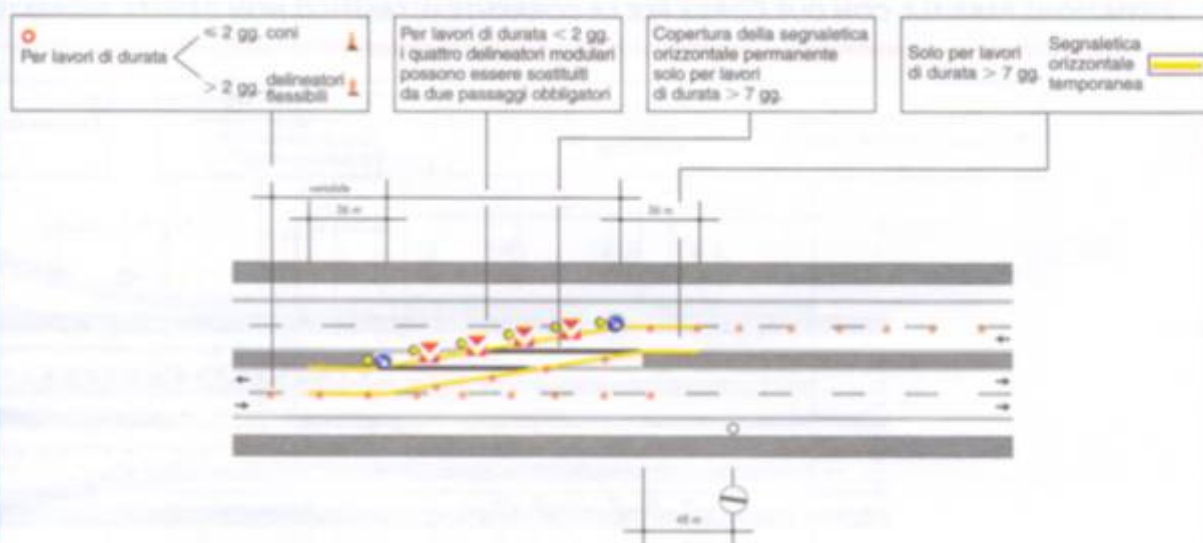 Per lavori di durata
≤ 2 gg. coni
> 2 gg. delineatori
flessibili
Per lavori di durata < 2 gg.
i quattro delineatori modulari
possono essere sostituiti
da due passaggi obbligatori
Copertura della segnaletica
orizzontale permanente
solo per lavori
di durata > 7 gg.
Solo per lavori
di durata > 7 gg.
Segnaletica
orizzontale
temporanea
variabile
36 m
36 m
48 m